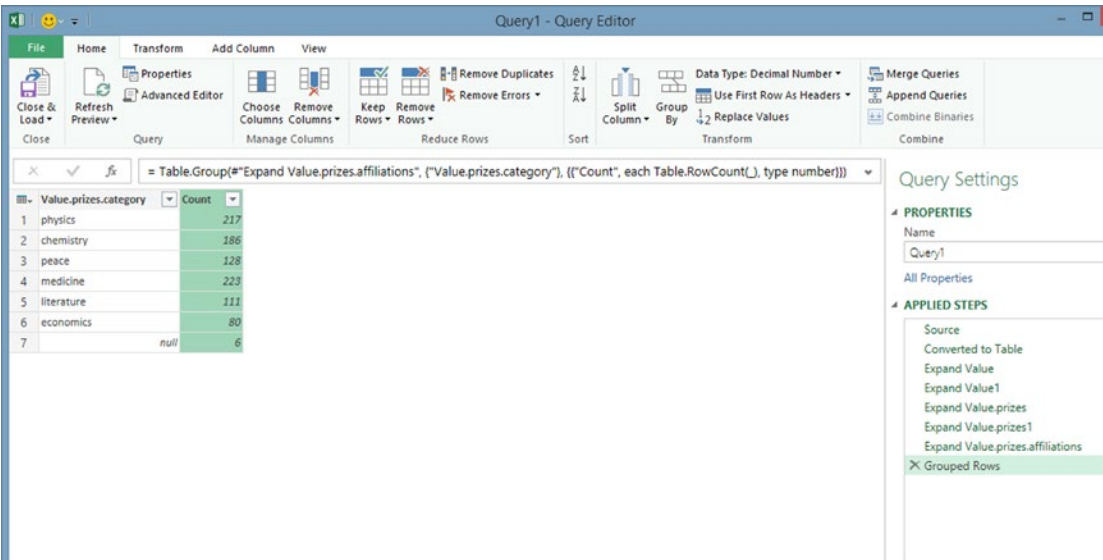 Query1 - Query Editor
File Home Transform Add Column View
Close & Load
Refresh Preview
Properties
Advanced Editor
Choose Columns
Remove Columns
Keep Rows
Remove Rows
Remove Duplicates
Remove Errors
Split Column
Group By
Data Type: Decimal Number
Use First Row As Headers
Replace Values
Merge Queries
Append Queries
Combine Binaries
Close Query Manage Columns Reduce Rows Sort Transform Combine
fx = Table.Group(#"Expand Value.prizes.affiliations", {"Value.prizes.category"}, {{"Count", each Table.RowCount(_), type number}})
Value.prizes.category Count
1 physics 217
2 chemistry 186
3 peace 128
4 medicine 223
5 literature 111
6 economics 80
7 null 6
Query Settings
PROPERTIES
Name
Query1
All Properties
APPLIED STEPS
Source
Converted to Table
Expand Value
Expand Value1
Expand Value.prizes
Expand Value.prizes1
Expand Value.prizes.affiliations
Grouped Rows